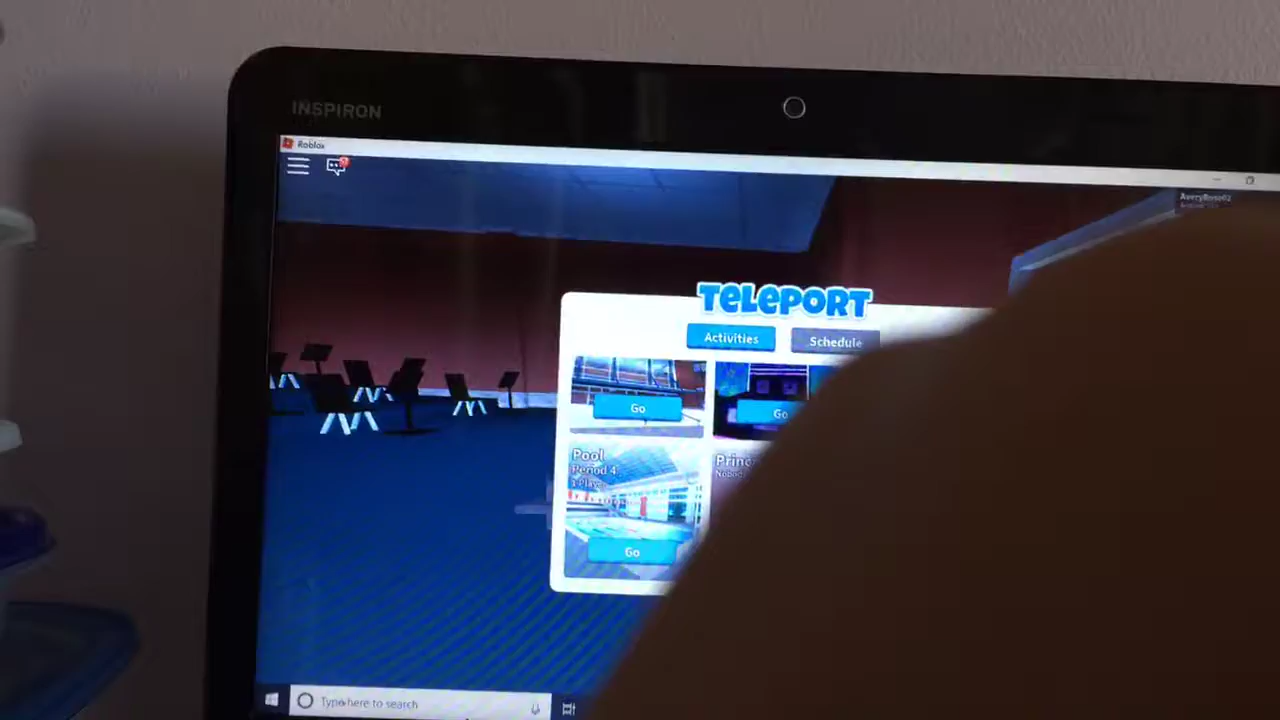 INSPIRON
Roblox
TELEPORT
Activities
Schedule
Go
Go
Pool
Period 4
Go
Type here to search